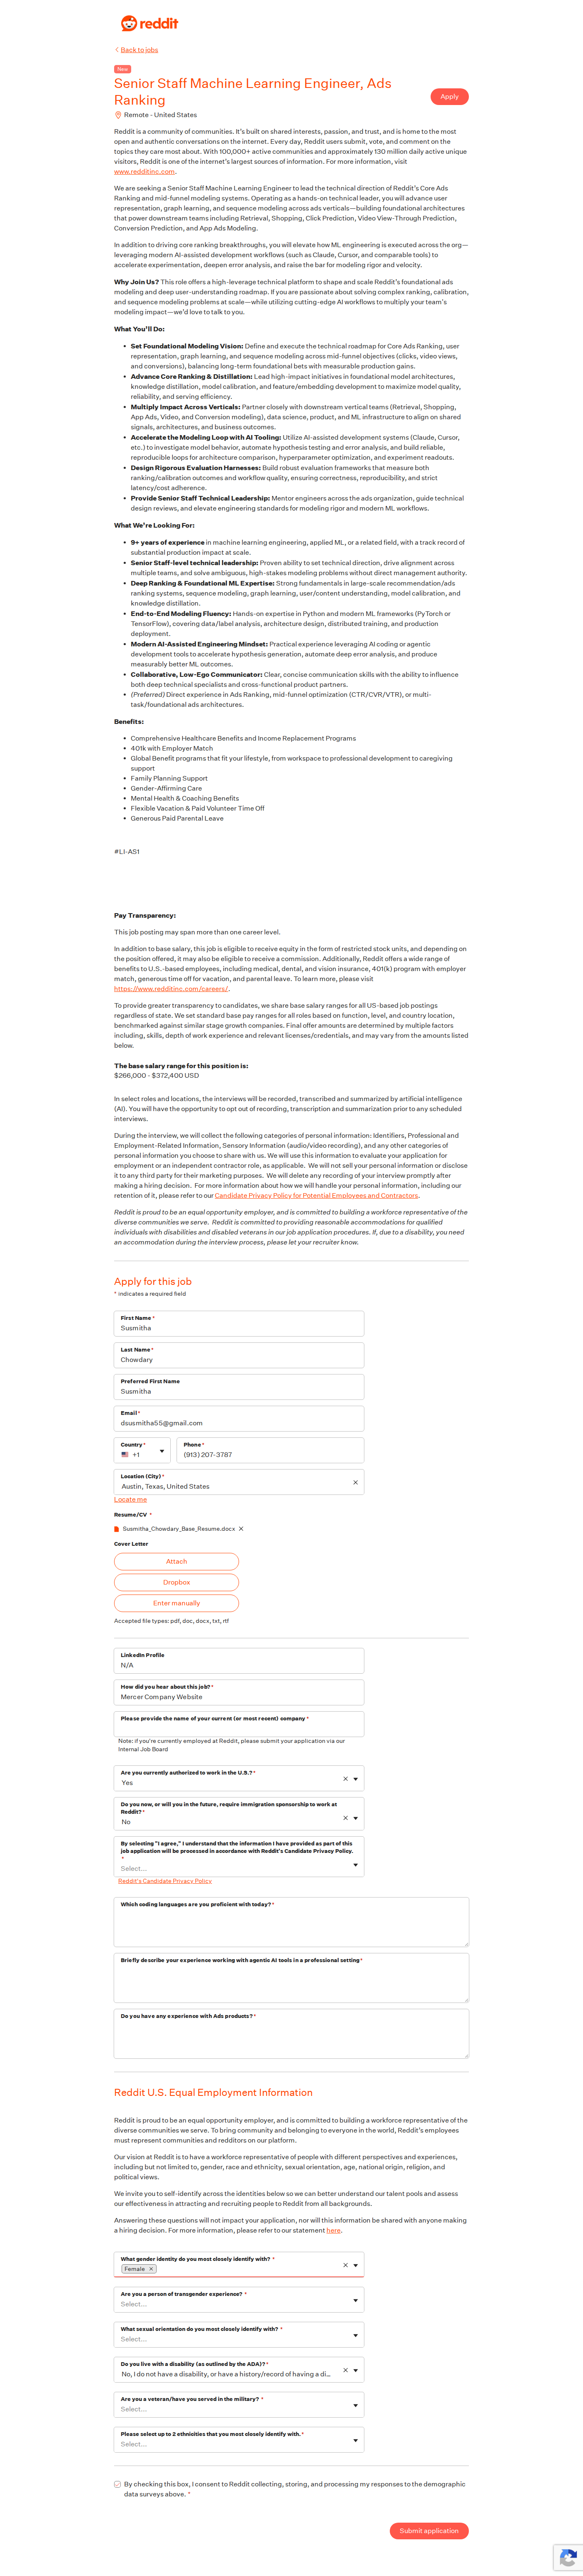 reddit
Back to jobs
New
Senior Staff Machine Learning Engineer, Ads
Ranking
Apply
Remote - United States
Reddit is a community of communities. It's built on shared interests, passion, and trust, and is home to the most
open and authentic conversations on the internet. Every day, Reddit users submit, vote, and comment on the
topics they care most about. With 100,000+ active communities and approximately 130 million daily active unique
visitors, Reddit is one of the internet's largest sources of information. For more information, visit
www.redditinc.com.
We are seeking a Senior Staff Machine Learning Engineer to lead the technical direction of Reddit's Core Ads
Ranking and mid-funnel modeling systems. Operating as a hands-on technical leader, you will advance user
representation, graph learning, and sequence modeling across ads verticals—building foundational architectures
that power downstream teams including Retrieval, Shopping, Click Prediction, Video View-Through Prediction,
Conversion Prediction, and App Ads Modeling.
In addition to driving core ranking breakthroughs, you will elevate how ML engineering is executed across the org—
leveraging modern AI-assisted development workflows (such as Claude, Cursor, and comparable tools) to
accelerate experimentation, deepen error analysis, and raise the bar for modeling rigor and velocity.
Why Join Us? This role offers a high-leverage technical platform to shape and scale Reddit's foundational ads
modeling and deep user-understanding roadmap. If you are passionate about solving complex ranking, calibration,
and sequence modeling problems at scale—while utilizing cutting-edge AI workflows to multiply your team's
modeling impact—we'd love to talk to you.
What You'll Do:
• Set Foundational Modeling Vision: Define and execute the technical roadmap for Core Ads Ranking, user
representation, graph learning, and sequence modeling across mid-funnel objectives (clicks, video views,
and conversions), balancing long-term foundational bets with measurable production gains.
• Advance Core Ranking & Distillation: Lead high-impact initiatives in foundational model architectures,
knowledge distillation, model calibration, and feature/embedding development to maximize model quality,
reliability, and serving efficiency.
• Multiply Impact Across Verticals: Partner closely with downstream vertical teams (Retrieval, Shopping,
App Ads, Video, and Conversion modeling), data science, product, and ML infrastructure to align on shared
signals, architectures, and business outcomes.
• Accelerate the Modeling Loop with AI Tooling: Utilize AI-assisted development systems (Claude, Cursor,
etc.) to investigate model behavior, automate hypothesis testing and error analysis, and build reliable,
reproducible loops for architecture comparison, hyperparameter optimization, and experiment readouts.
• Design Rigorous Evaluation Harnesses: Build robust evaluation frameworks that measure both
ranking/calibration outcomes and workflow quality, ensuring correctness, reproducibility, and strict
latency/cost adherence.
• Provide Senior Staff Technical Leadership: Mentor engineers across the ads organization, guide technical
design reviews, and elevate engineering standards for modeling rigor and modern ML workflows.
What We're Looking For:
• 9+ years of experience in machine learning engineering, applied ML, or a related field, with a track record of
substantial production impact at scale.
• Senior Staff-level technical leadership: Proven ability to set technical direction, drive alignment across
multiple teams, and solve ambiguous, high-stakes modeling problems without direct management authority.
• Deep Ranking & Foundational ML Expertise: Strong fundamentals in large-scale recommendation/ads
ranking systems, sequence modeling, graph learning, user/content understanding, model calibration, and
knowledge distillation.
• End-to-End Modeling Fluency: Hands-on expertise in Python and modern ML frameworks (PyTorch or
TensorFlow), covering data/label analysis, architecture design, distributed training, and production
deployment.
• Modern AI-Assisted Engineering Mindset: Practical experience leveraging AI coding or agentic
development tools to accelerate hypothesis generation, automate deep error analysis, and produce
measurably better ML outcomes.
• Collaborative, Low-Ego Communicator: Clear, concise communication skills with the ability to influence
both deep technical specialists and cross-functional product partners.
• (Preferred) Direct experience in Ads Ranking, mid-funnel optimization (CTR/CVR/VTR), or multi-
task/foundational ads architectures.
Benefits:
• Comprehensive Healthcare Benefits and Income Replacement Programs
• 401k with Employer Match
• Global Benefit programs that fit your lifestyle, from workspace to professional development to caregiving
support
• Family Planning Support
• Gender-Affirming Care
• Mental Health & Coaching Benefits
• Flexible Vacation & Paid Volunteer Time Off
• Generous Paid Parental Leave
#LI-AS1
Pay Transparency:
This job posting may span more than one career level.
In addition to base salary, this job is eligible to receive equity in the form of restricted stock units, and depending on
the position offered, it may also be eligible to receive a commission. Additionally, Reddit offers a wide range of
benefits to U.S.-based employees, including medical, dental, and vision insurance, 401(k) program with employer
match, generous time off for vacation, and parental leave. To learn more, please visit
https://www.redditinc.com/careers/.
To provide greater transparency to candidates, we share base salary ranges for all US-based job postings
regardless of state. We set standard base pay ranges for all roles based on function, level, and country location,
benchmarked against similar stage growth companies. Final offer amounts are determined by multiple factors
including, skills, depth of work experience and relevant licenses/credentials, and may vary from the amounts listed
below.
The base salary range for this position is:
$266,000 - $372,400 USD
In select roles and locations, the interviews will be recorded, transcribed and summarized by artificial intelligence
(AI). You will have the opportunity to opt out of recording, transcription and summarization prior to any scheduled
interviews.
During the interview, we will collect the following categories of personal information: Identifiers, Professional and
Employment-Related Information, Sensory Information (audio/video recording), and any other categories of
personal information you choose to share with us. We will use this information to evaluate your application for
employment or an independent contractor role, as applicable. We will not sell your personal information or disclose
it to any third party for their marketing purposes. We will delete any recording of your interview promptly after
making a hiring decision. For more information about how we will handle your personal information, including our
retention of it, please refer to our Candidate Privacy Policy for Potential Employees and Contractors.
Reddit is proud to be an equal opportunity employer, and is committed to building a workforce representative of the
diverse communities we serve. Reddit is committed to providing reasonable accommodations for qualified
individuals with disabilities and disabled veterans in our job application procedures. If, due to a disability, you need
an accommodation during the interview process, please let your recruiter know.
Apply for this job
* indicates a required field
First Name *
Susmitha
Last Name *
Chowdary
Preferred First Name
Susmitha
Email *
dsusmitha55@gmail.com
Country * Phone *
+1 (913) 207-3787
Location (City) *
Austin, Texas, United States
Locate me
Resume/CV *
Susmitha_Chowdary_Base_Resume.docx
Cover Letter
Attach
Dropbox
Enter manually
Accepted file types: pdf, doc, docx, txt, rtf
LinkedIn Profile
N/A
How did you hear about this job? *
Mercer Company Website
Please provide the name of your current (or most recent) company *
Note: if you're currently employed at Reddit, please submit your application via our
Internal Job Board
Are you currently authorized to work in the U.S.? *
Yes
Do you now, or will you in the future, require immigration sponsorship to work at
Reddit? *
No
By selecting "I agree," I understand that the information I have provided as part of this
job application will be processed in accordance with Reddit's Candidate Privacy Policy.
*
Select...
Reddit's Candidate Privacy Policy
Which coding languages are you proficient with today? *
Briefly describe your experience working with agentic AI tools in a professional setting *
Do you have any experience with Ads products? *
Reddit U.S. Equal Employment Information
Reddit is proud to be an equal opportunity employer, and is committed to building a workforce representative of the
diverse communities we serve. To bring community and belonging to everyone in the world, Reddit's employees
must represent communities and redditors on our platform.
Our vision at Reddit is to have a workforce representative of people with different perspectives and experiences,
including but not limited to, gender, race and ethnicity, sexual orientation, age, national origin, religion, and
political views.
We invite you to self-identify across the identities below so we can better understand our talent pools and assess
our effectiveness in attracting and recruiting people to Reddit from all backgrounds.
Answering these questions will not impact your application, nor will this information be shared with anyone making
a hiring decision. For more information, please refer to our statement here.
What gender identity do you most closely identify with? *
Female
Are you a person of transgender experience? *
Select...
What sexual orientation do you most closely identify with? *
Select...
Do you live with a disability (as outlined by the ADA)? *
No, I do not have a disability, or have a history/record of having a di...
Are you a veteran/have you served in the military? *
Select...
Please select up to 2 ethnicities that you most closely identify with. *
Select...
By checking this box, I consent to Reddit collecting, storing, and processing my responses to the demographic
data surveys above. *
Submit application